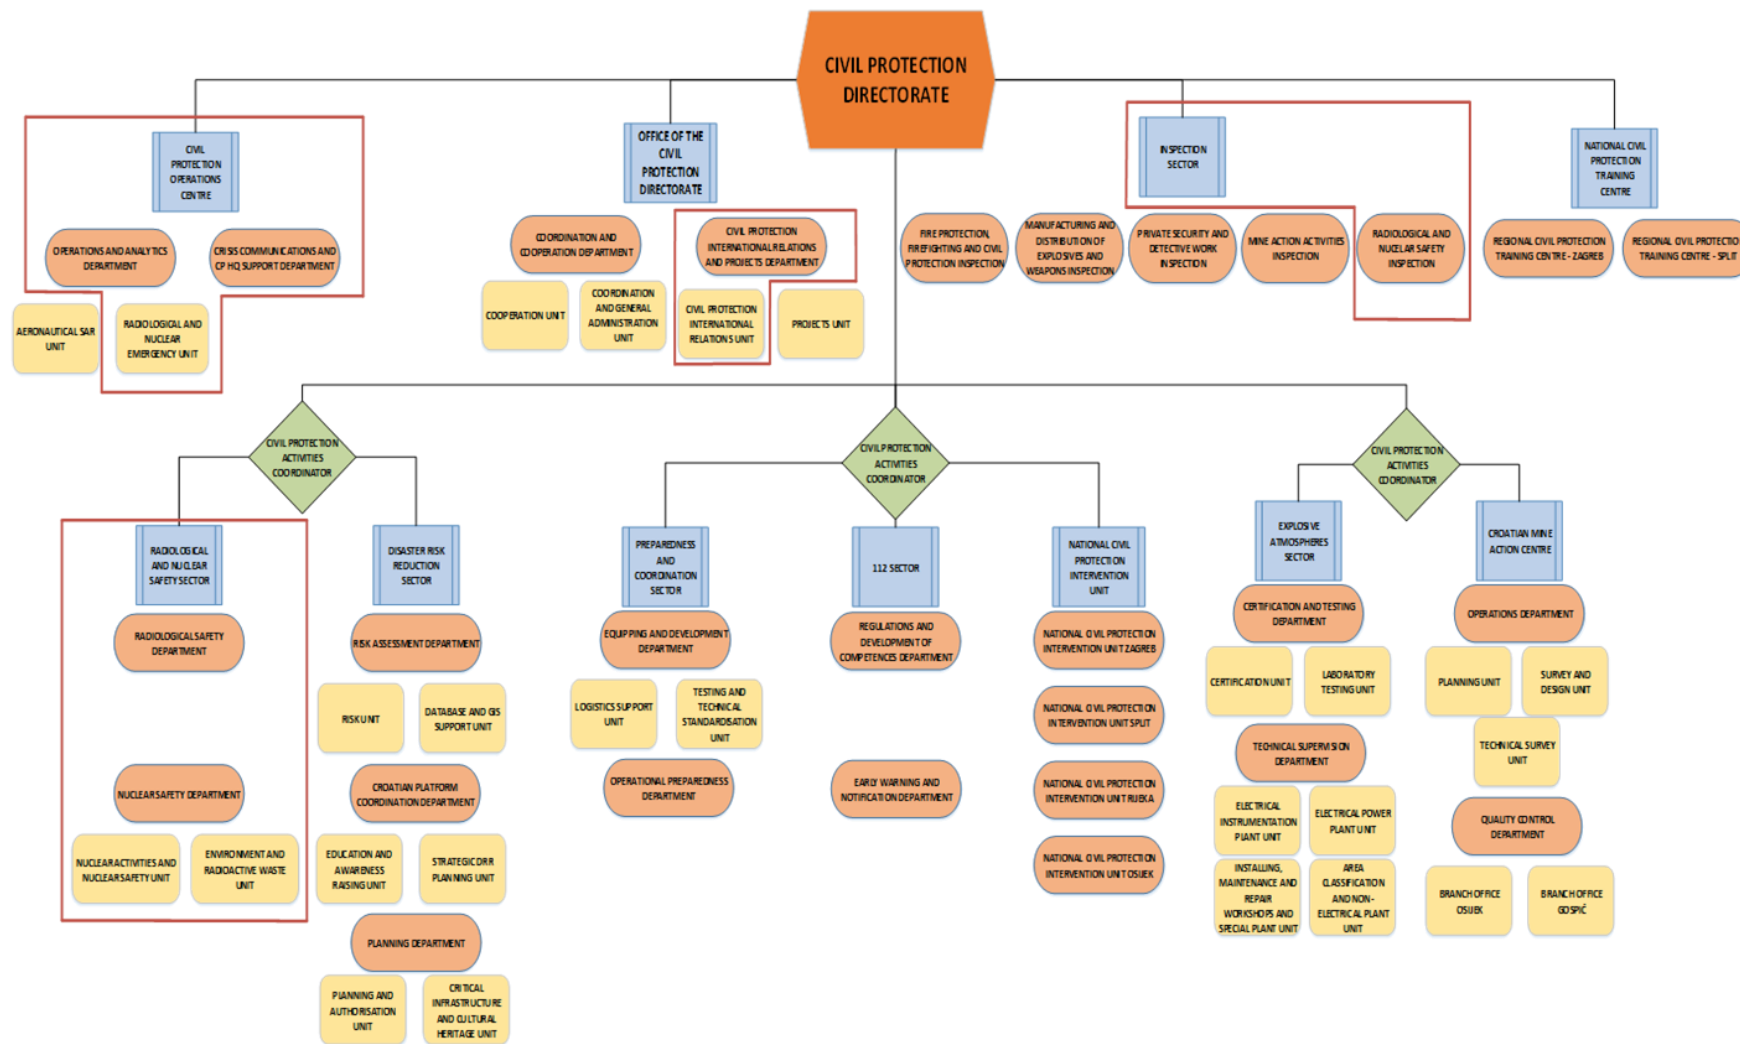 CIVIL PROTECTION
DIRECTORATE
CIVIL
PROTECTION
OPERATIONS
CENTRE
OFFICE OF THE
CIVIL
PROTECTION
DIRECTORATE
INSPECTION
SECTOR
NATIONAL CIVIL
PROTECTION
TRAINING
CENTRE
OPERATIONS AND ANALYTICS
DEPARTMENT
CRISIS COMMUNICATIONS AND
CP HQ SUPPORT DEPARTMENT
COORDINATION AND
COOPERATION DEPARTMENT
CIVIL PROTECTION
INTERNATIONAL RELATIONS
AND PROJECTS DEPARTMENT
FIRE PROTECTION,
FIREFIGHTING AND CIVIL
PROTECTION INSPECTION
MANUFACTURING AND
DISTRIBUTION OF
EXPLOSIVES AND
WEAPONS INSPECTION
PRIVATE SECURITY AND
DETECTIVE WORK
INSPECTION
MINE ACTION ACTIVITIES
INSPECTION
RADIOLOGICAL AND
NUCELAR SAFETY
INSPECTION
REGIONAL CIVIL PROTECTION
TRAINING CENTRE - ZAGREB
REGIONAL CIVIL PROTECTION
TRAINING CENTRE - SPLIT
AERONAUTICAL SAR
UNIT
RADIOLOGICAL AND
NUCLEAR
EMERGENCY UNIT
COOPERATION UNIT
COORDINATION
AND GENERAL
ADMINISTRATION
UNIT
CIVIL PROTECTION
INTERNATIONAL
RELATIONS UNIT
PROJECTS UNIT
CIVIL PROTECTION
ACTIVITIES
COORDINATOR
CIVIL PROTECTION
ACTIVITIES
COORDINATOR
CIVIL PROTECTION
ACTIVITIES
COORDINATOR
RADIOLOGICAL
AND NUCLEAR
SAFETY SECTOR
DISASTER RISK
REDUCTION
SECTOR
PREPAREDNESS
AND
COORDINATION
SECTOR
112 SECTOR
NATIONAL CIVIL
PROTECTION
INTERVENTION
UNIT
EXPLOSIVE
ATMOSPHERES
SECTOR
CROATIAN MINE
ACTION CENTRE
RADIOLOGICAL SAFETY
DEPARTMENT
RISK ASSESSMENT DEPARTMENT
EQUIPPING AND DEVELOPMENT
DEPARTMENT
REGULATIONS AND
DEVELOPMENT OF
COMPETENCES DEPARTMENT
NATIONAL CIVIL PROTECTION
INTERVENTION UNIT ZAGREB
CERTIFICATION AND TESTING
DEPARTMENT
OPERATIONS DEPARTMENT
RISK UNIT
DATABASE AND GIS
SUPPORT UNIT
LOGISTICS SUPPORT
UNIT
TESTING AND
TECHNICAL
STANDARDISATION
UNIT
NATIONAL CIVIL PROTECTION
INTERVENTION UNIT SPLIT
CERTIFICATION UNIT
LABORATORY
TESTING UNIT
PLANNING UNIT
SURVEY AND
DESIGN UNIT
TECHNICAL SURVEY
UNIT
NUCLEAR SAFETY DEPARTMENT
CROATIAN PLATFORM
COORDINATION DEPARTMENT
OPERATIONAL PREPAREDNESS
DEPARTMENT
EARLY WARNING AND
NOTIFICATION DEPARTMENT
NATIONAL CIVIL PROTECTION
INTERVENTION UNIT RIJEKA
TECHNICAL SUPERVISION
DEPARTMENT
ELECTRICAL
INSTRUMENTATION
PLANT UNIT
ELECTRICAL POWER
PLANT UNIT
QUALITY CONTROL
DEPARTMENT
NUCLEAR ACTIVITIES AND
NUCLEAR SAFETY UNIT
ENVIRONMENT AND
RADIOACTIVE WASTE
UNIT
EDUCATION AND
AWARENESS
RAISING UNIT
STRATEGIC DRR
PLANNING UNIT
NATIONAL CIVIL PROTECTION
INTERVENTION UNIT OSIJEK
INSTALLING,
MAINTENANCE AND
REPAIR
WORKSHOPS AND
SPECIAL PLANT UNIT
AREA
CLASSIFICATION
AND NON-
ELECTRICAL PLANT
UNIT
BRANCH OFFICE
OSIJEK
BRANCH OFFICE
GOSPIĆ
PLANNING DEPARTMENT
PLANNING AND
AUTHORISATION
UNIT
CRITICAL
INFRASTRUCTURE
AND CULTURAL
HERITAGE UNIT